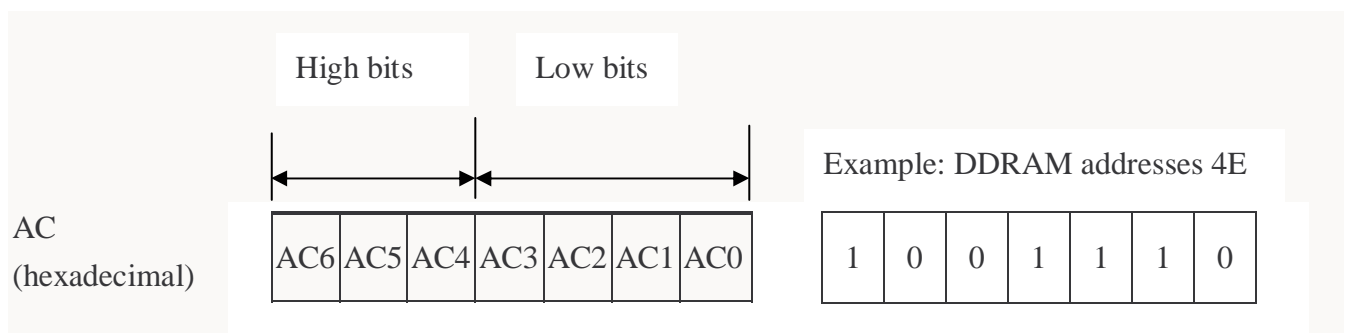 High bits Low bits
Example: DDRAM addresses 4E
AC
(hexadecimal)
AC6 AC5 AC4 AC3 AC2 AC1 AC0 1 0 0 1 1 1 0